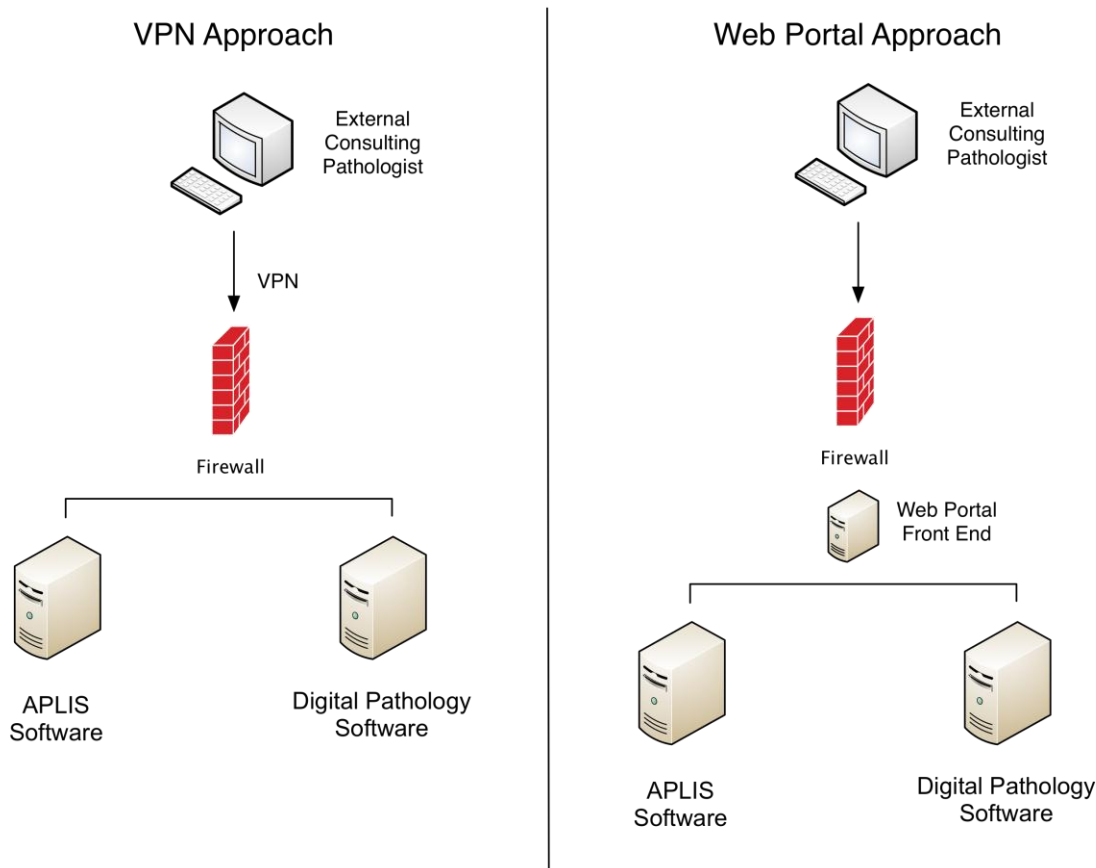 VPN Approach
External
Consulting
Pathologist
VPN
Firewall
APLIS
Software
Digital Pathology
Software
Web Portal Approach
External
Consulting
Pathologist
Firewall
Web Portal
Front End
APLIS
Software
Digital Pathology
Software